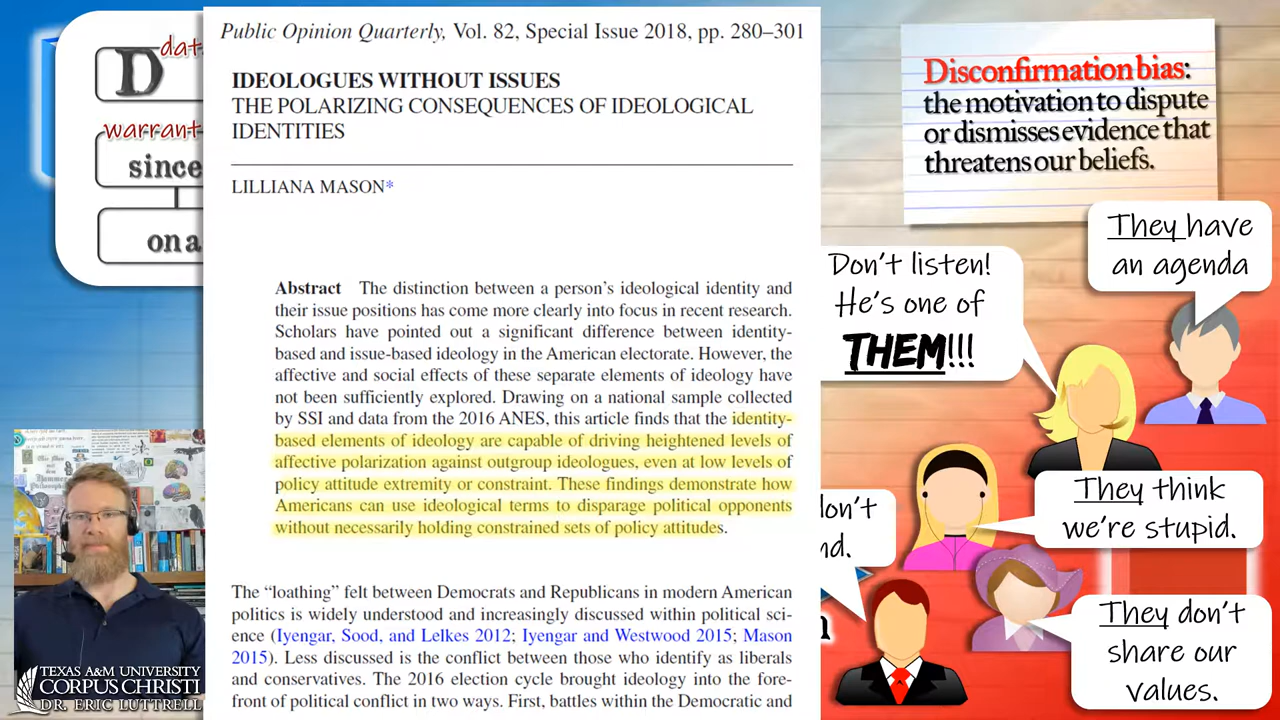 data
D
warrant
since
on a
Public Opinion Quarterly, Vol. 82, Special Issue 2018, pp. 280–301
IDEOLOGUES WITHOUT ISSUES
THE POLARIZING CONSEQUENCES OF IDEOLOGICAL
IDENTITIES
LILLIANA MASON*
Abstract The distinction between a person's ideological identity and
their issue positions has come more clearly into focus in recent research.
Scholars have pointed out a significant difference between identity-
based and issue-based ideology in the American electorate. However, the
affective and social effects of these separate elements of ideology have
not been sufficiently explored. Drawing on a national sample collected
by SSI and data from the 2016 ANES, this article finds that the identity-
based elements of ideology are capable of driving heightened levels of
affective polarization against outgroup ideologues, even at low levels of
policy attitude extremity or constraint. These findings demonstrate how
Americans can use ideological terms to disparage political opponents
without necessarily holding constrained sets of policy attitudes.
The “loathing” felt between Democrats and Republicans in modern American
politics is widely understood and increasingly discussed within political sci-
ence (Iyengar, Sood, and Lelkes 2012; Iyengar and Westwood 2015; Mason
2015). Less discussed is the conflict between those who identify as liberals
and conservatives. The 2016 election cycle brought ideology into the fore-
front of political conflict in two ways. First, battles within the Democratic and
Disconfirmation bias:
the motivation to dispute
or dismisses evidence that
threatens our beliefs.
They have
an agenda
Don't listen!
He's one of
THEM!!!
They think
we're stupid.
don't
nd.
They don't
share our
values.
TEXAS A&M UNIVERSITY
CORPUS CHRISTI
DR. ERIC LUTTRELL